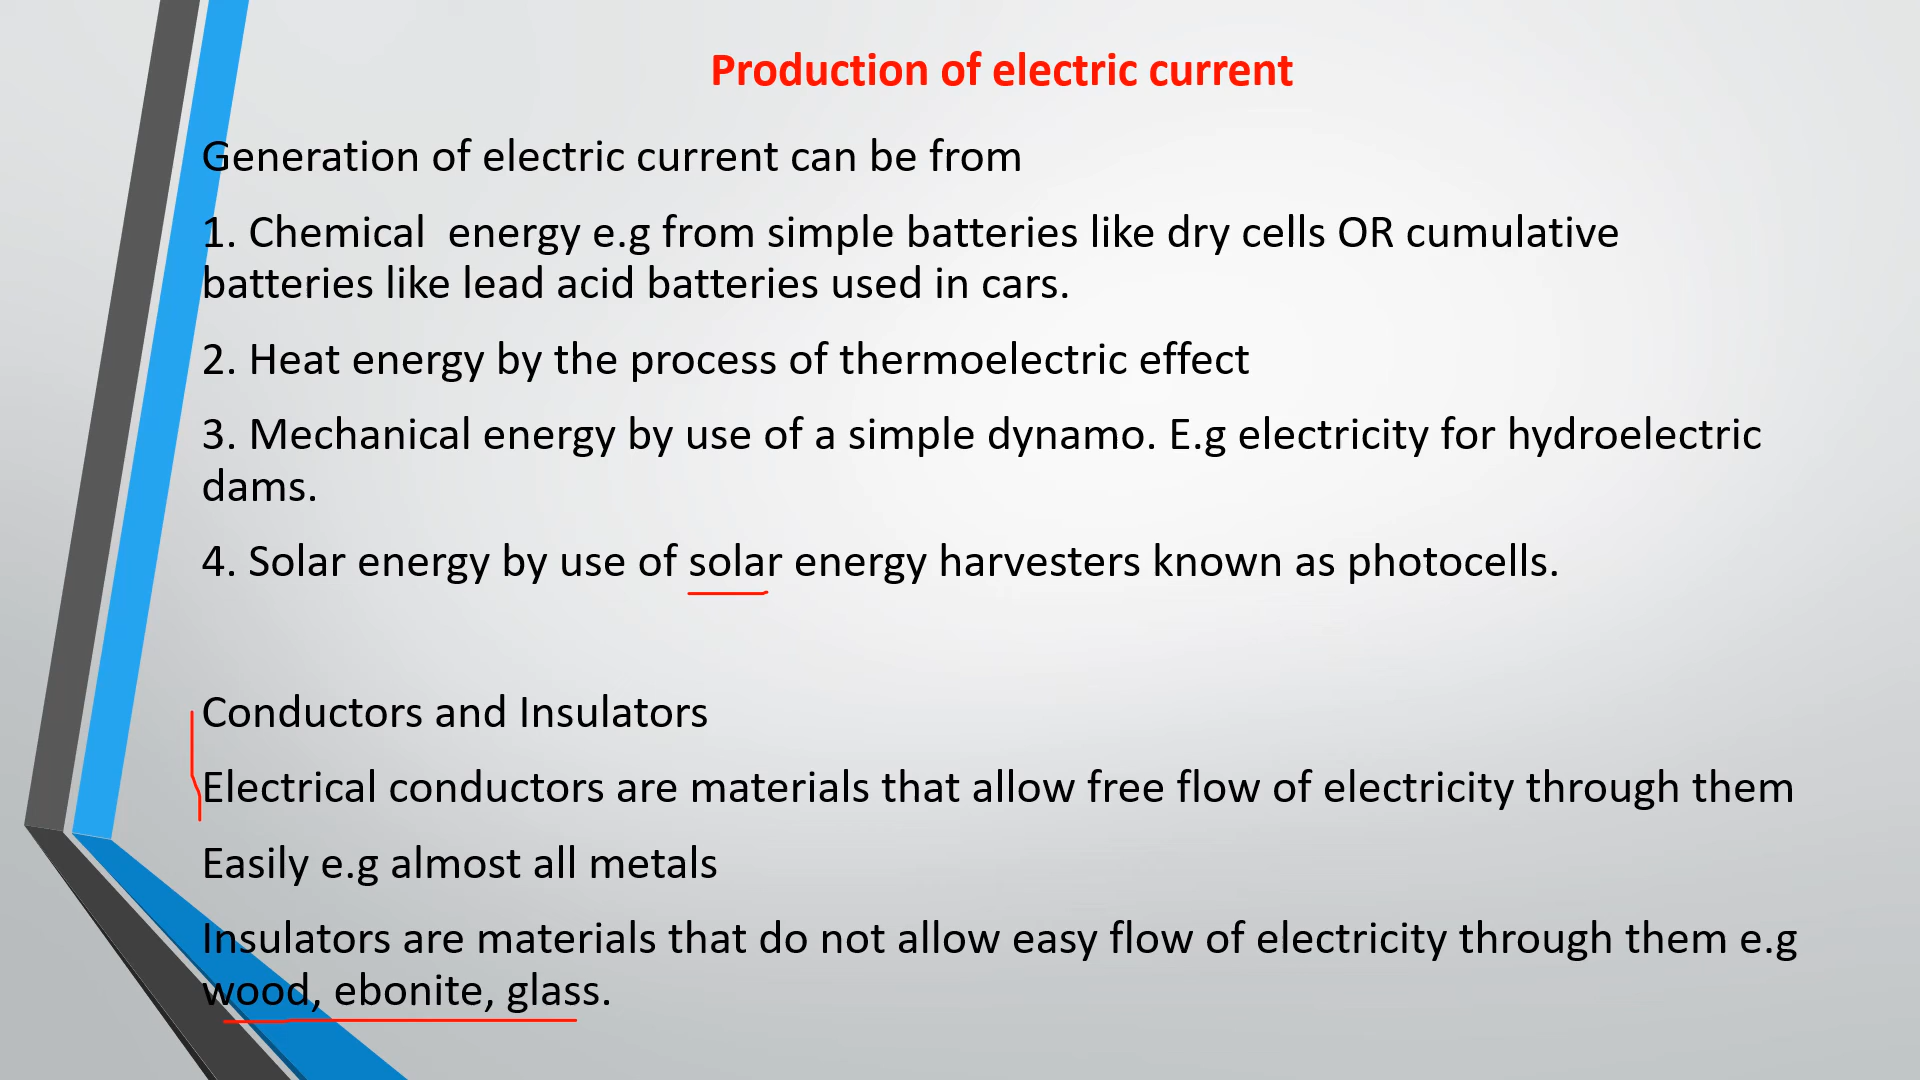 Production of electric current
Generation of electric current can be from
1. Chemical  energy e.g from simple batteries like dry cells OR cumulative
batteries like lead acid batteries used in cars.
2. Heat energy by the process of thermoelectric effect
3. Mechanical energy by use of a simple dynamo. E.g electricity for hydroelectric
dams.
4. Solar energy by use of solar energy harvesters known as photocells.
Conductors and Insulators
Electrical conductors are materials that allow free flow of electricity through them
Easily e.g almost all metals
Insulators are materials that do not allow easy flow of electricity through them e.g
wood, ebonite, glass.